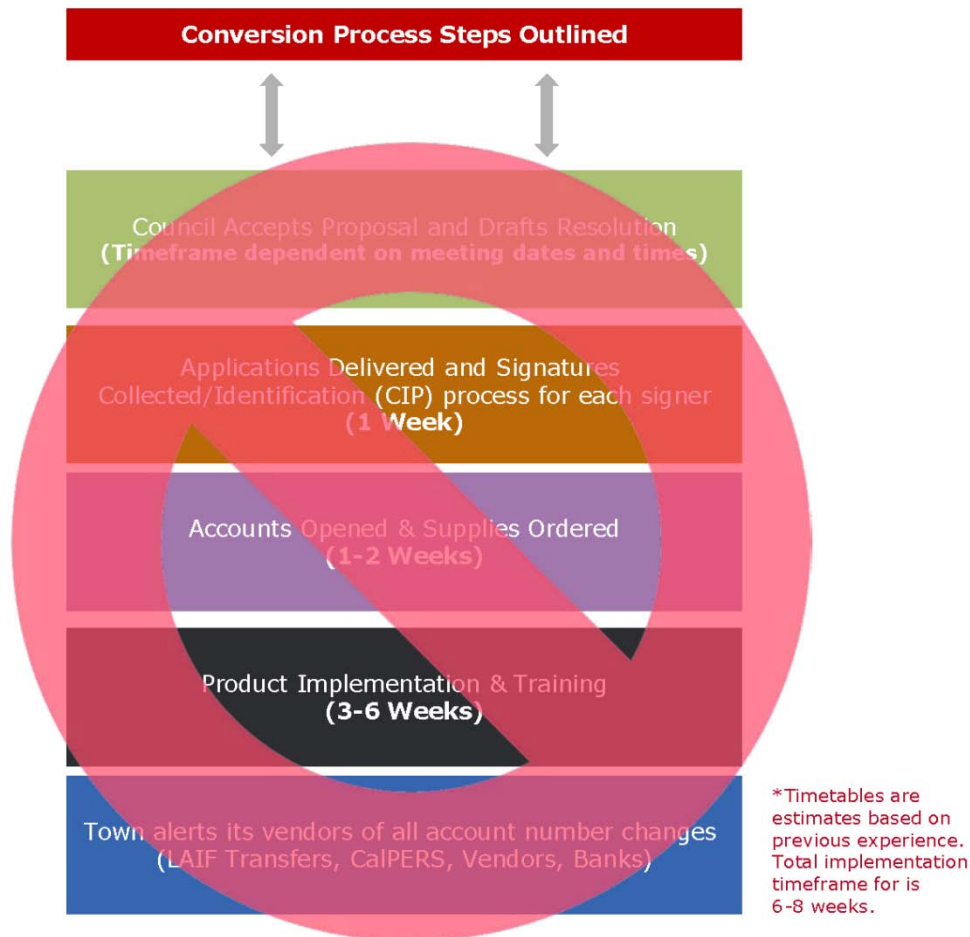 Conversion Process Steps Outlined
Council Accepts Proposal and Drafts Resolution
(Timeframe dependent on meeting dates and times)
Applications Delivered and Signatures
Collected/Identification (CIP) process for each signer
(1 Week)
Accounts Opened & Supplies Ordered
(1-2 Weeks)
Product Implementation & Training
(3-6 Weeks)
Town alerts its vendors of all account number changes
(LAIF Transfers, CalPERS, Vendors, Banks)
*Timetables are
estimates based on
previous experience.
Total implementation
timeframe for is
6-8 weeks.